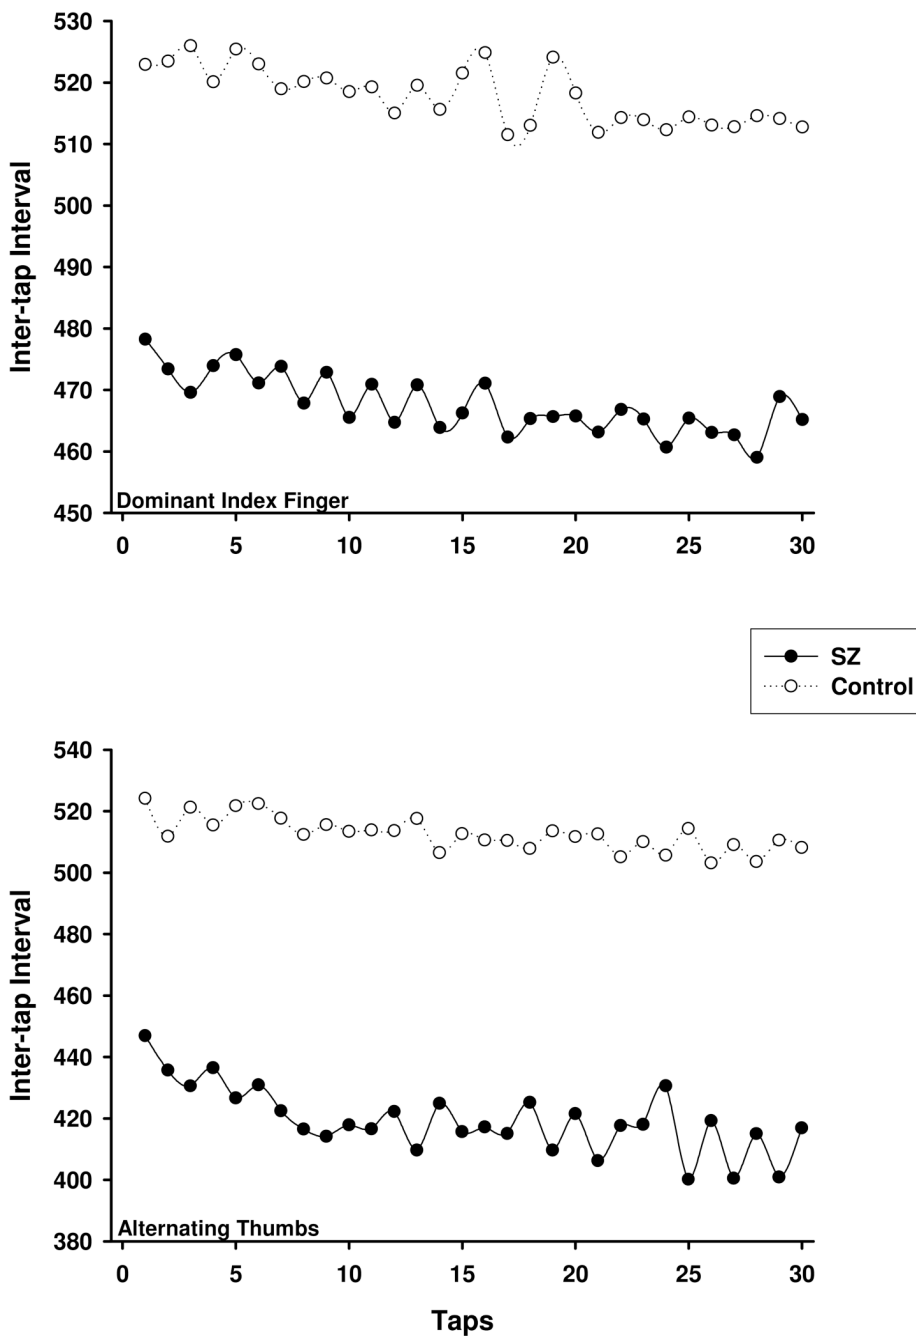 530
520
510
500
490
480
470
460
450
Inter-tap Interval
Dominant Index Finger
0 5 10 15 20 25 30
SZ
Control
540
520
500
480
460
440
420
400
380
Inter-tap Interval
Alternating Thumbs
0 5 10 15 20 25 30
Taps